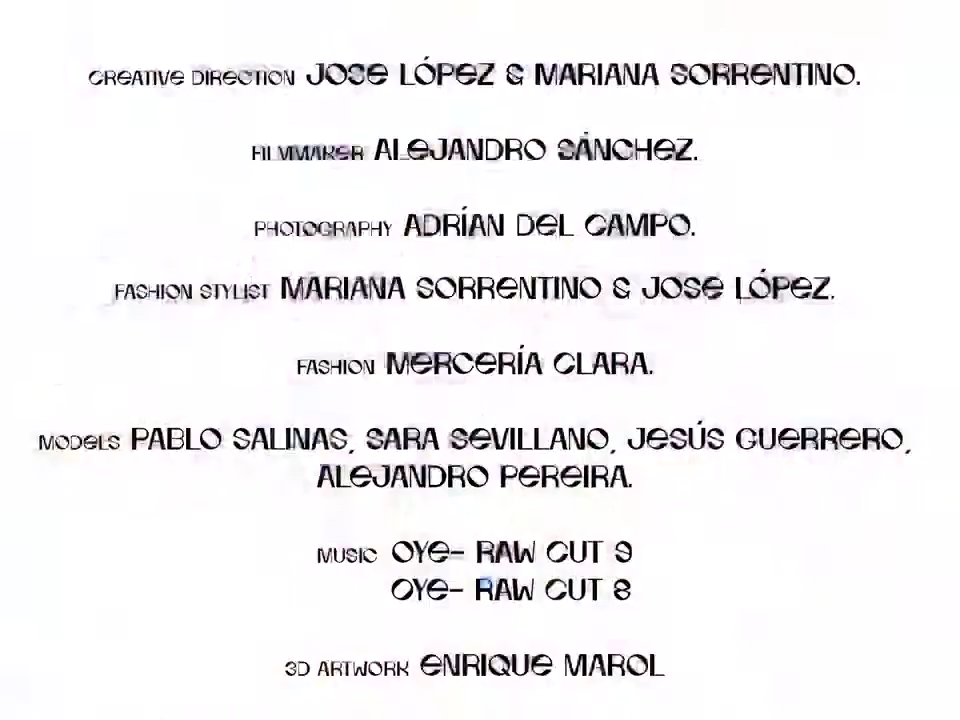 CREATIVE DIRECTION JOSE LÓPEZ & MARIANA SORRENTINO.
FILMMAKER ALEJANDRO SÁNCHEZ.
PHOTOGRAPHY ADRÍAN DEL CAMPO.
FASHION STYLIST MARIANA SORRENTINO & JOSE LÓPEZ.
FASHION MERCERÍA CLARA.
MODELS PABLO SALINAS, SARA SEVILLANO, JESÚS GUERRERO,
ALEJANDRO PEREIRA.
MUSIC OYE- RAW CUT 9
OYE- RAW CUT 8
3D ARTWORK ENRIQUE MAROL